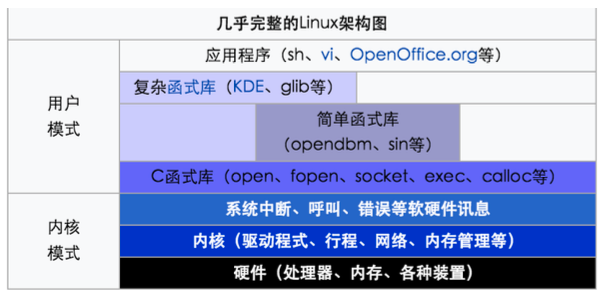 几乎完整的Linux架构图
用户
模式
应用程序（sh、vi、OpenOffice.org等）
复杂函式库（KDE、glib等）
简单函式库
（opendbm、sin等）
C函式库（open、fopen、socket、exec、calloc等）
内核
模式
系统中断、呼叫、错误等软硬件讯息
内核（驱动程式、行程、网络、内存管理等）
硬件（处理器、内存、各种装置）